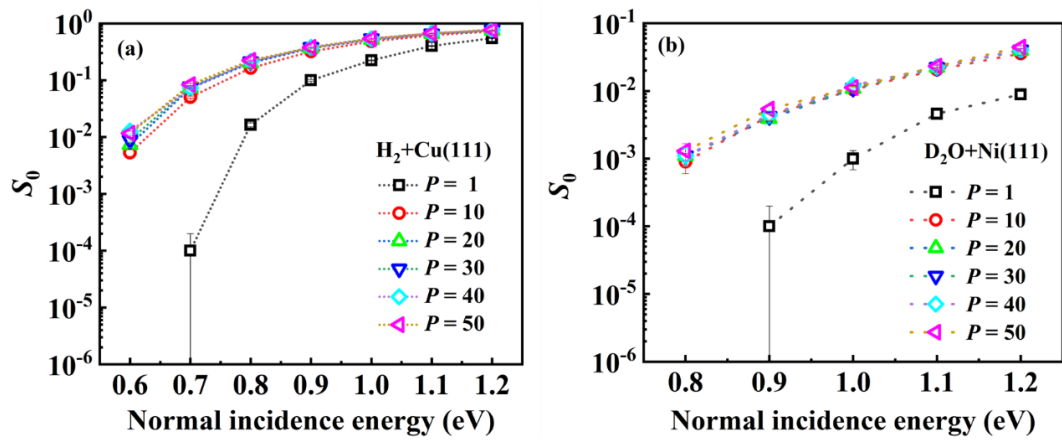 (a)
S₀
10⁰
10⁻¹
10⁻²
10⁻³
10⁻⁴
10⁻⁵
10⁻⁶
H₂+Cu(111)
P = 1
P = 10
P = 20
P = 30
P = 40
P = 50
0.6 0.7 0.8 0.9 1.0 1.1 1.2
Normal incidence energy (eV)
(b)
S₀
10⁻¹
10⁻²
10⁻³
10⁻⁴
10⁻⁵
10⁻⁶
D₂O+Ni(111)
P = 1
P = 10
P = 20
P = 30
P = 40
P = 50
0.8 0.9 1.0 1.1 1.2
Normal incidence energy (eV)